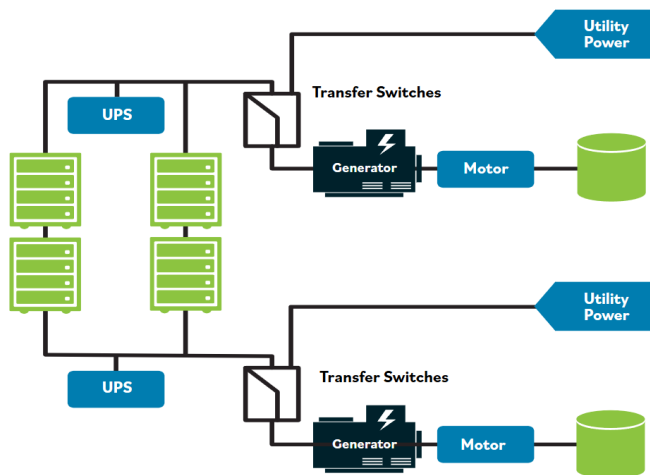 Utility
Power
Transfer Switches
UPS
Generator
Motor
Utility
Power
Transfer Switches
UPS
Generator
Motor